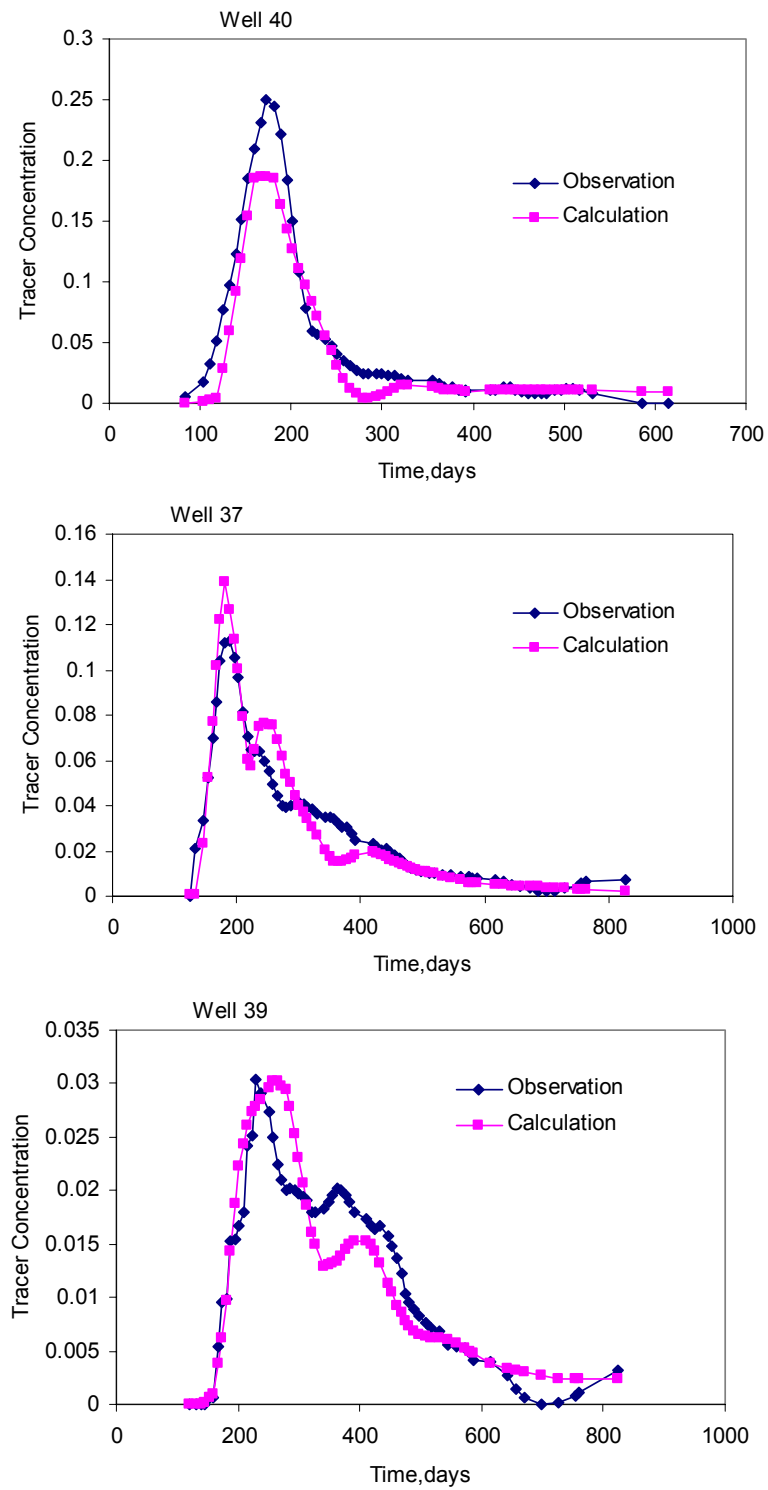 Well 40
0.3
0.25
0.2
0.15
0.1
0.05
0
Tracer Concentration
Observation
Calculation
0 100 200 300 400 500 600 700
Time,days
Well 37
0.16
0.14
0.12
0.1
0.08
0.06
0.04
0.02
0
Tracer Concentration
Observation
Calculation
0 200 400 600 800 1000
Time,days
Well 39
0.035
0.03
0.025
0.02
0.015
0.01
0.005
0
Tracer Concentration
Observation
Calculation
0 200 400 600 800 1000
Time,days